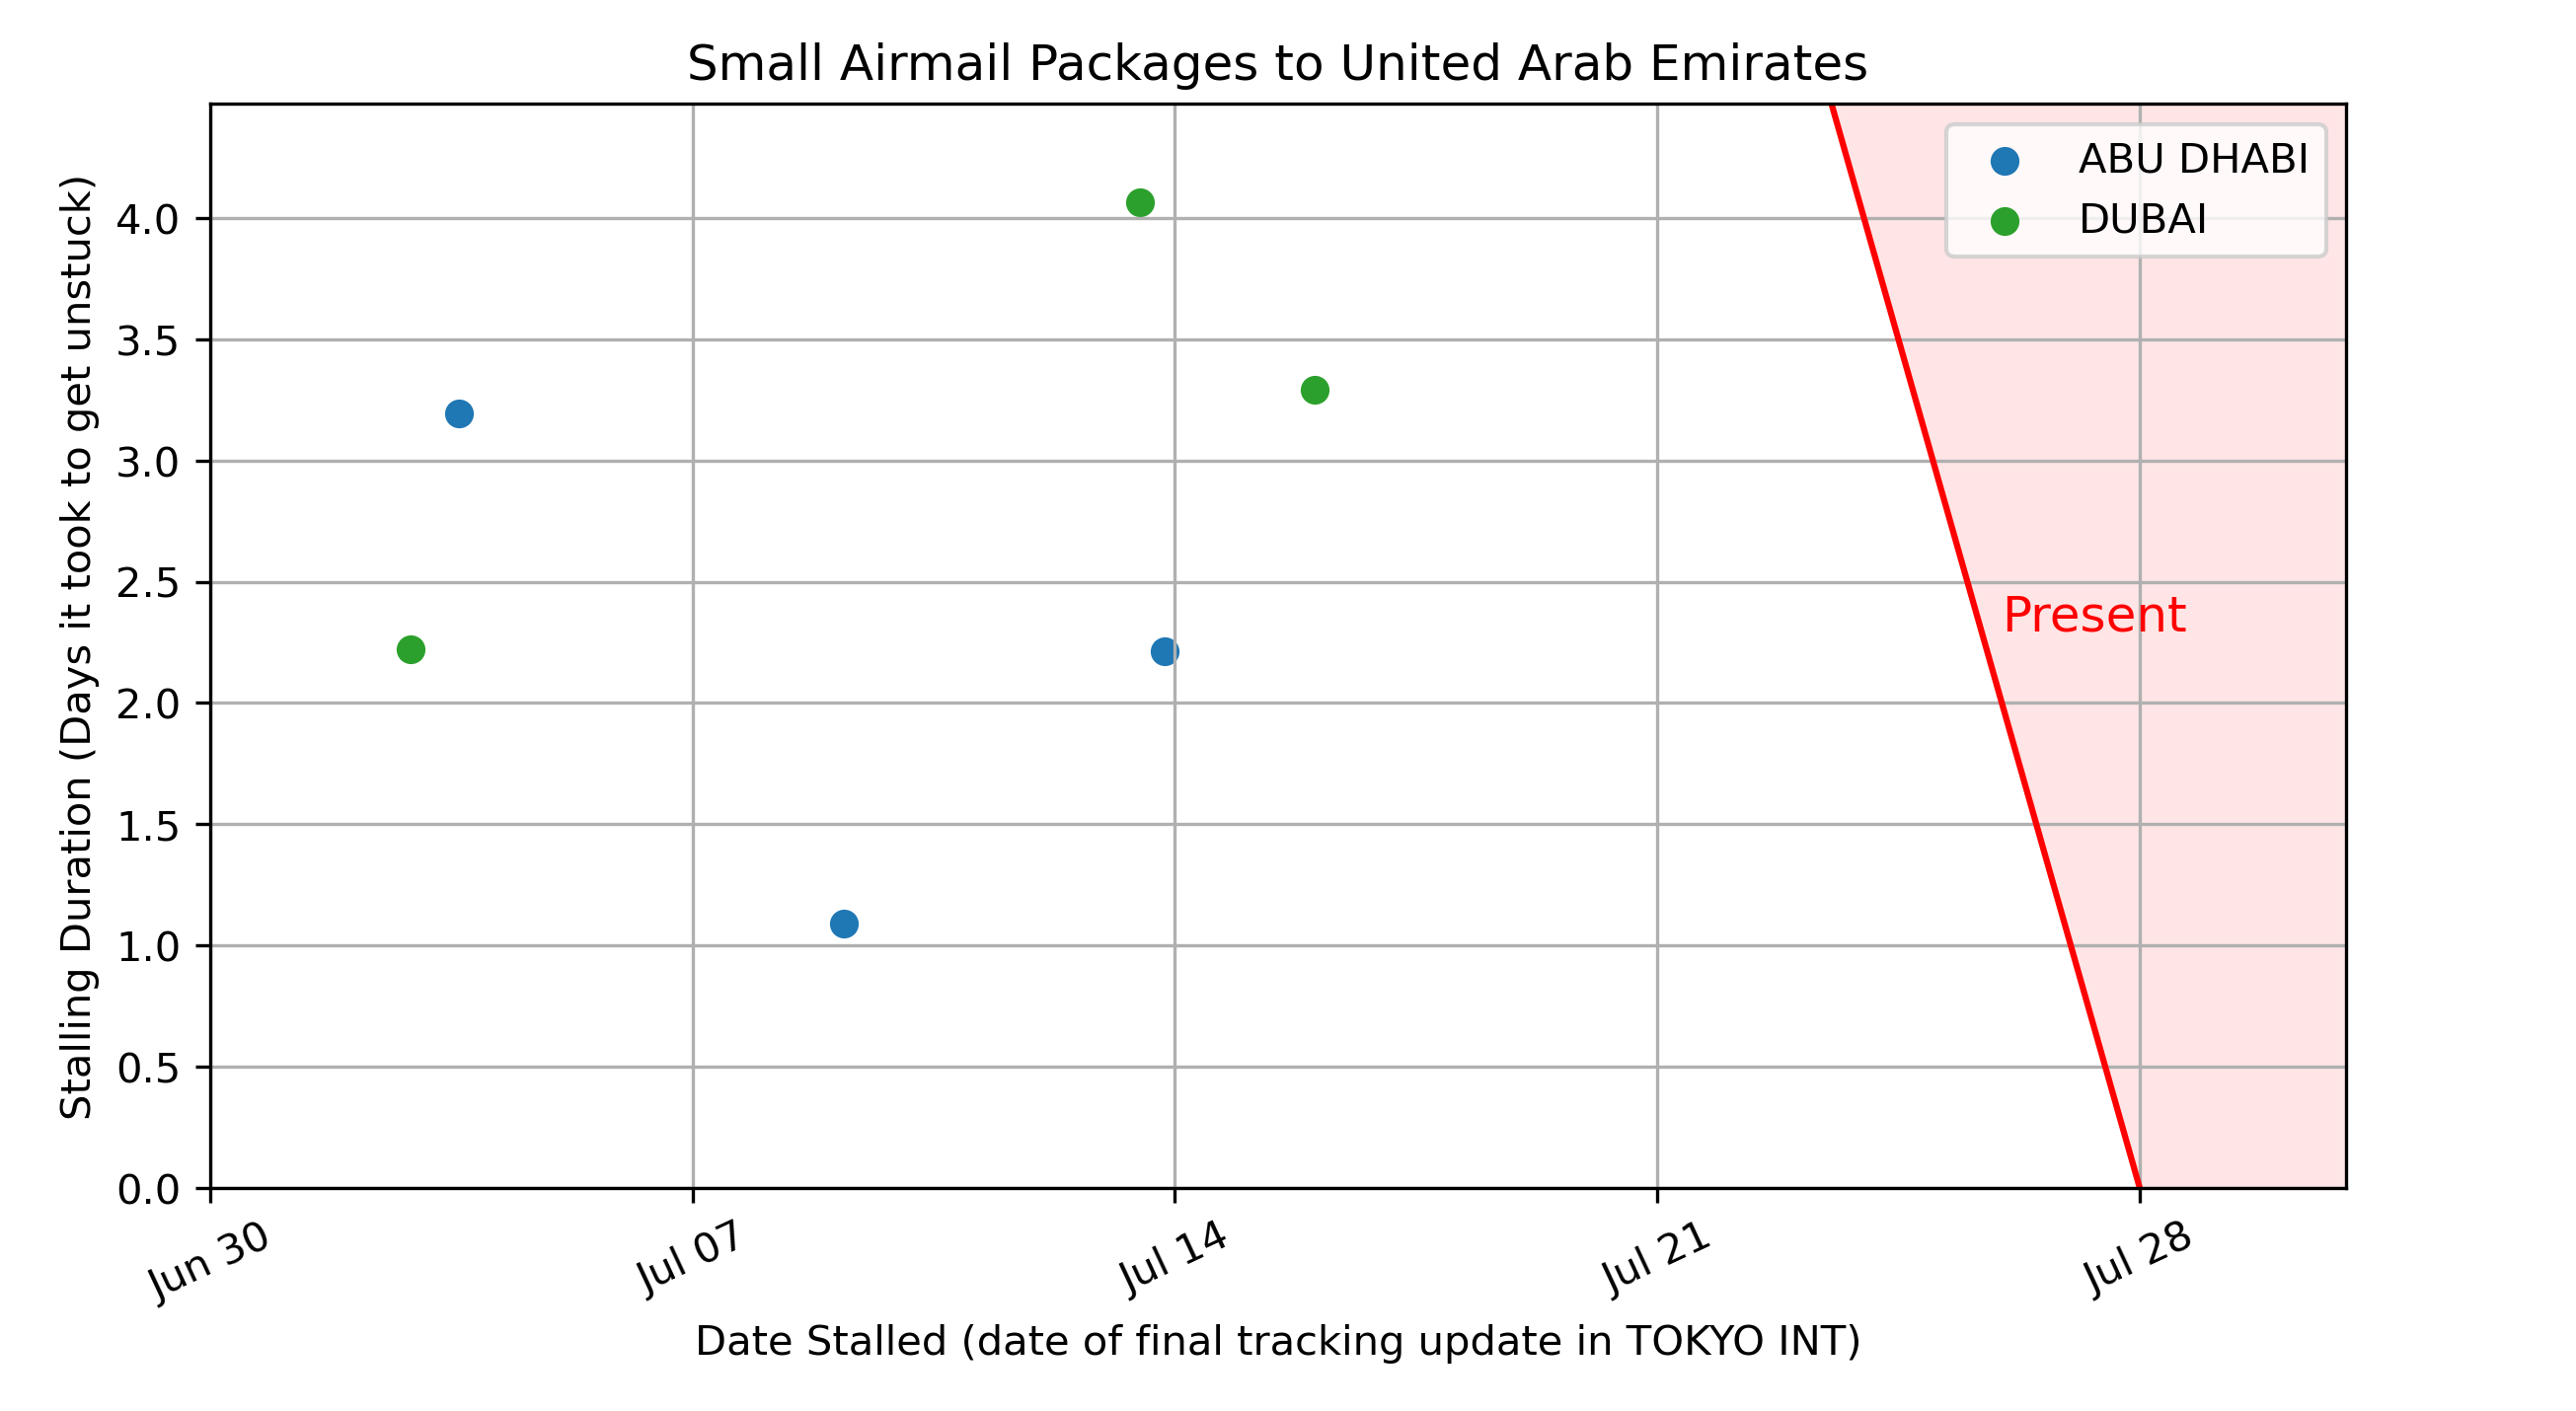 Small Airmail Packages to United Arab Emirates
ABU DHABI
DUBAI
Present
Stalling Duration (Days it took to get unstuck)
4.0
3.5
3.0
2.5
2.0
1.5
1.0
0.5
0.0
Jun 30
Jul 07
Jul 14
Jul 21
Jul 28
Date Stalled (date of final tracking update in TOKYO INT)